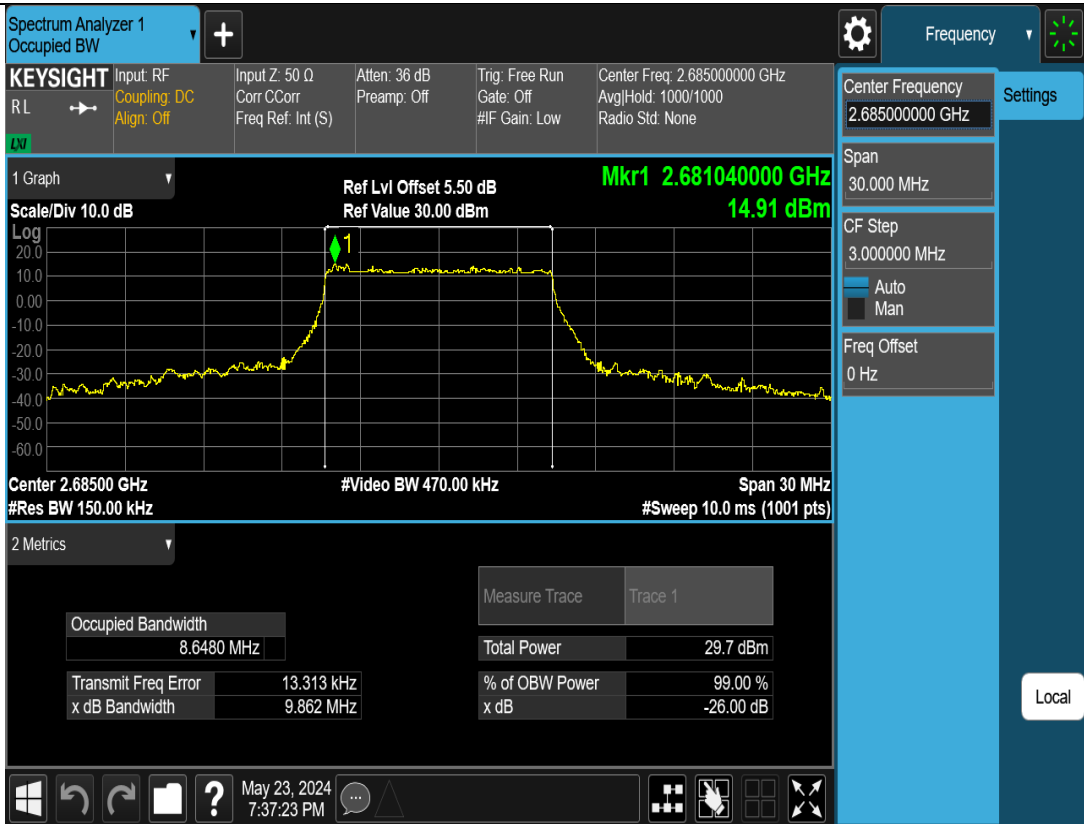 Spectrum Analyzer 1
Occupied BW
+
Frequency
KEYSIGHT
R L
LXI
Input: RF
Coupling: DC
Align: Off
Input Z: 50 Ω
Corr CCorr
Freq Ref: Int (S)
Atten: 36 dB
Preamp: Off
Trig: Free Run
Gate: Off
#IF Gain: Low
Center Freq: 2.685000000 GHz
Avg|Hold: 1000/1000
Radio Std: None
Center Frequency
2.685000000 GHz
Settings
Span
30.000 MHz
CF Step
3.000000 MHz
Auto
Man
Freq Offset
0 Hz
Local
1 Graph
Ref Lvl Offset 5.50 dB
Mkr1 2.681040000 GHz
Scale/Div 10.0 dB
Ref Value 30.00 dBm
14.91 dBm
Log
1
20.0
10.0
0.00
-10.0
-20.0
-30.0
-40.0
-50.0
-60.0
Center 2.68500 GHz
#Video BW 470.00 kHz
Span 30 MHz
#Res BW 150.00 kHz
#Sweep 10.0 ms (1001 pts)
2 Metrics
Measure Trace
Trace 1
Occupied Bandwidth
8.6480 MHz
Total Power
29.7 dBm
Transmit Freq Error
13.313 kHz
% of OBW Power
99.00 %
x dB Bandwidth
9.862 MHz
x dB
-26.00 dB
?
May 23, 2024
7:37:23 PM